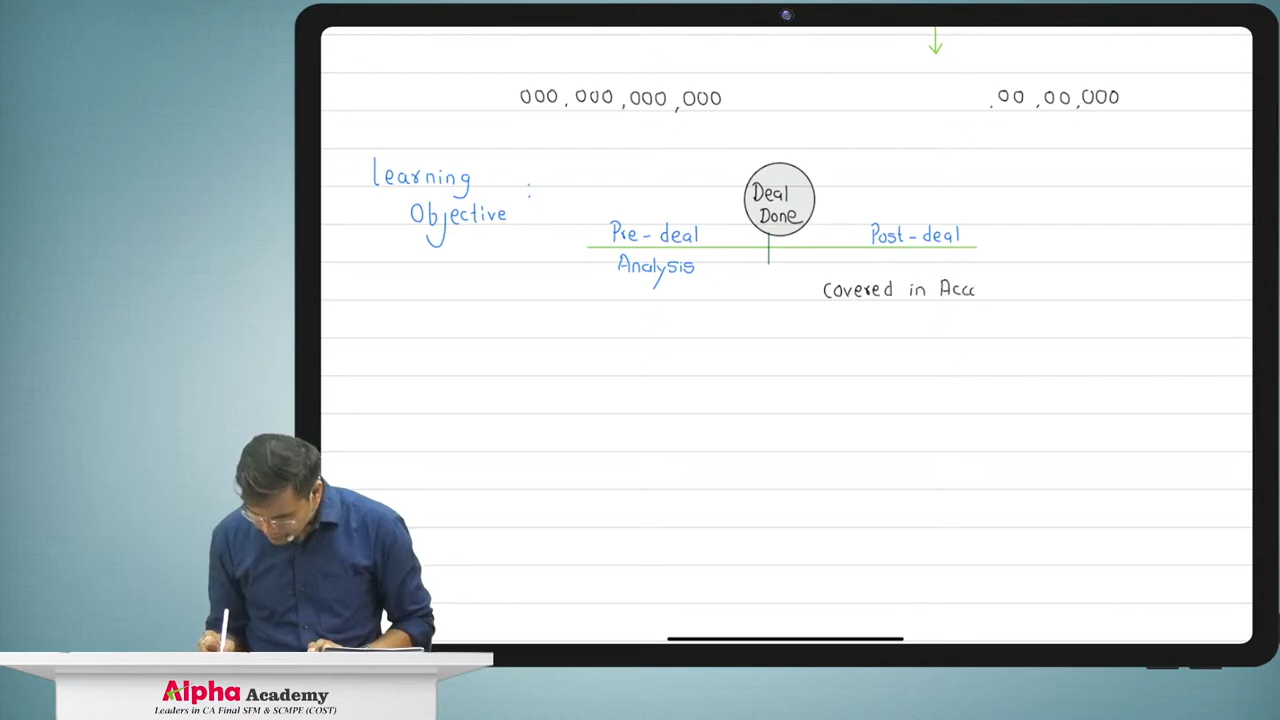 000,000,000,000 .00,00,000
Learning
Objective :
Deal
Done
Pre-deal
Analysis
Post-deal
Covered in Acc
Alpha Academy
Leaders in CA Final SFM & SCMPE (COST)